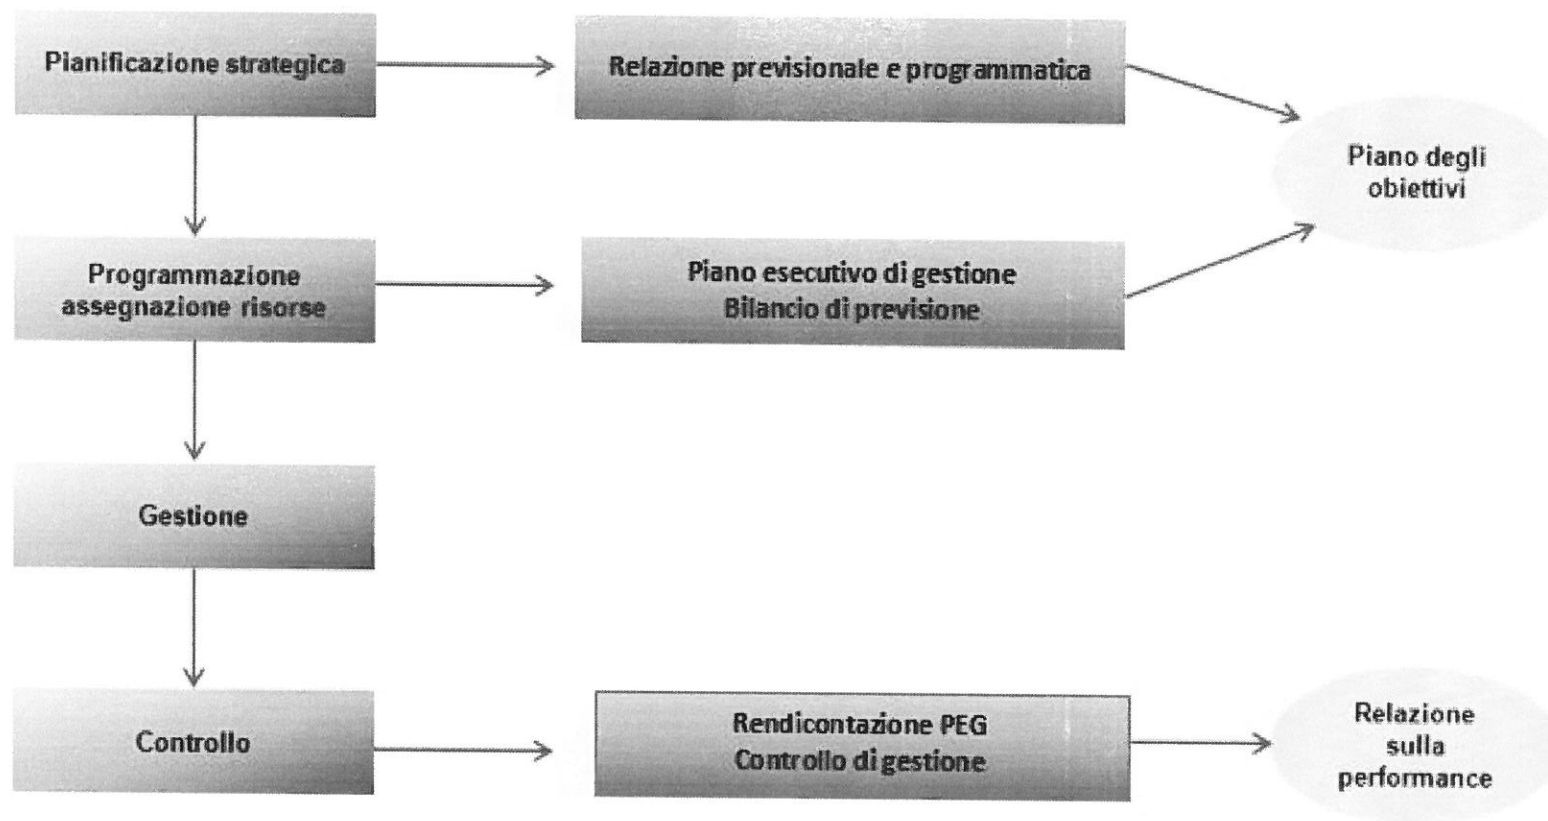 Pianificazione strategica
Relazione previsionale e programmatica
Piano degli
obiettivi
Programmazione
assegnazione risorse
Piano esecutivo di gestione
Bilancio di previsione
Gestione
Controllo
Rendicontazione PEG
Controllo di gestione
Relazione
sulla
performance